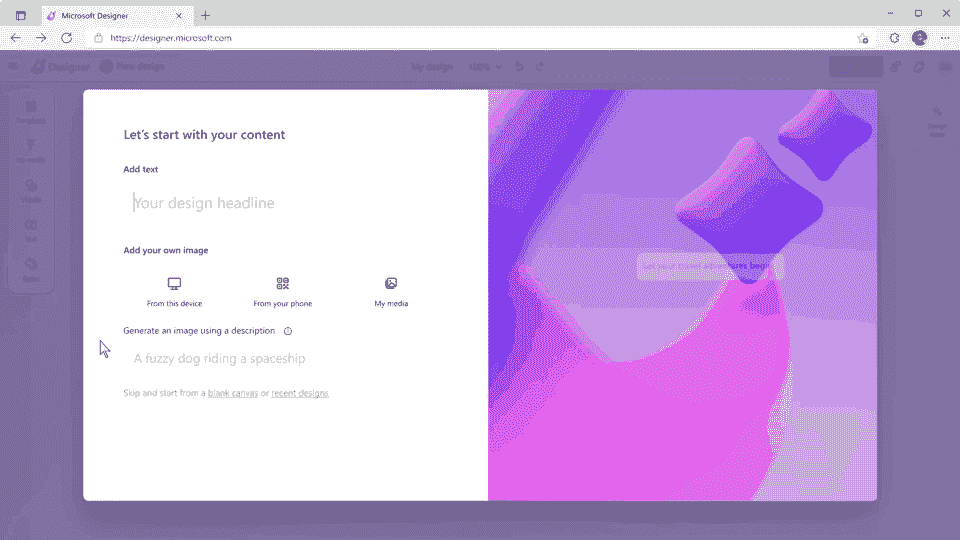 Microsoft Designer
https://designer.microsoft.com
Designer
New design
My design
100%
Let's start with your content
Add text
Your design headline
Add your own image
From this device
From your phone
My media
Generate an image using a description
A fuzzy dog riding a spaceship
Skip and start from a blank canvas or recent designs